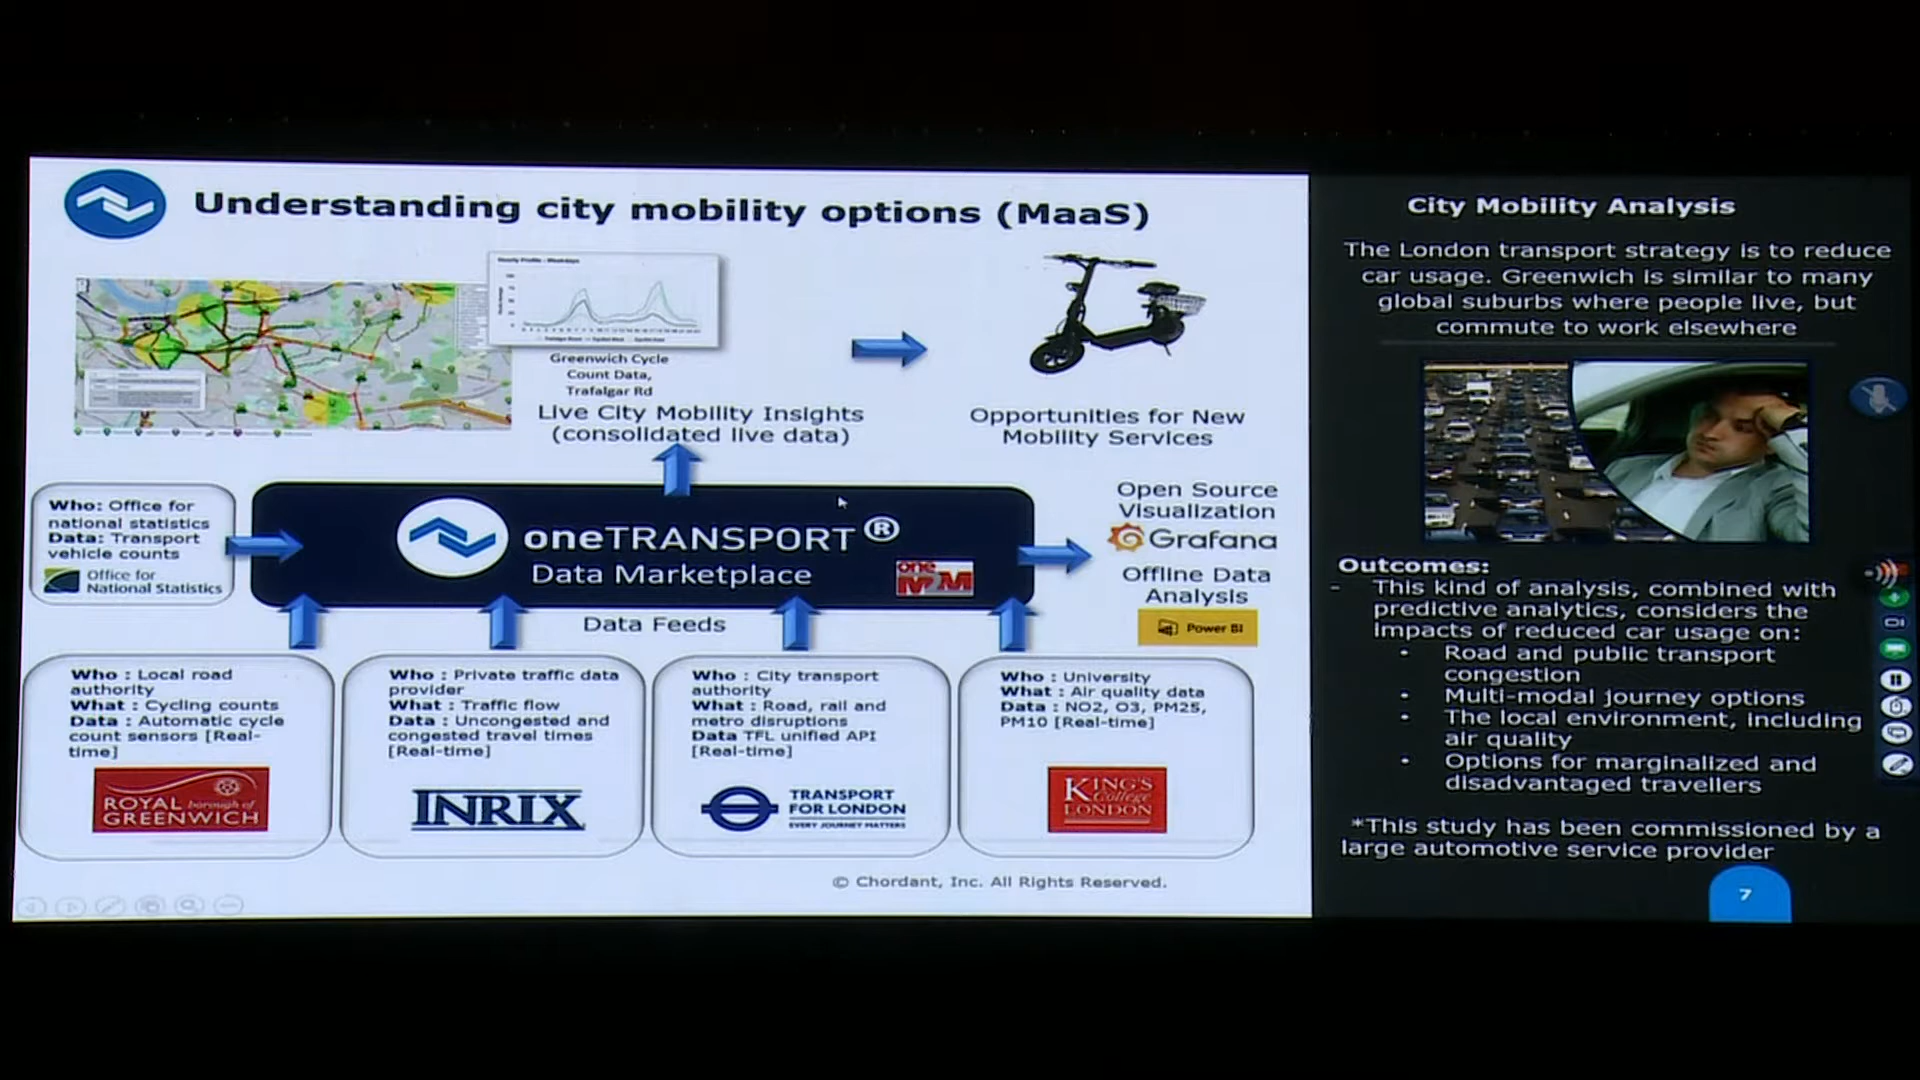 Understanding city mobility options (MaaS)
Hourly Profile - Weekdays
Greenwich Cycle
Count Data,
Trafalgar Rd
Live City Mobility Insights
(consolidated live data)
Opportunities for New
Mobility Services
Who: Office for
national statistics
Data: Transport
vehicle counts
Office for
National Statistics
oneTRANSPORT®
Data Marketplace
one
M2M
Open Source
Visualization
Grafana
Offline Data
Analysis
Power BI
Data Feeds
Who : Local road
authority
What : Cycling counts
Data : Automatic cycle
count sensors [Real-
time]
ROYAL borough of
GREENWICH
Who : Private traffic data
provider
What : Traffic flow
Data : Uncongested and
congested travel times
[Real-time]
INRIX
Who : City transport
authority
What : Road, rail and
metro disruptions
Data TFL unified API
[Real-time]
TRANSPORT
FOR LONDON
EVERY JOURNEY MATTERS
Who : University
What : Air quality data
Data : NO2, O3, PM25,
PM10 [Real-time]
KING'S
College
LONDON
© Chordant, Inc. All Rights Reserved.
City Mobility Analysis
The London transport strategy is to reduce
car usage. Greenwich is similar to many
global suburbs where people live, but
commute to work elsewhere
Outcomes:
- This kind of analysis, combined with
predictive analytics, considers the
impacts of reduced car usage on:
• Road and public transport
congestion
• Multi-modal journey options
• The local environment, including
air quality
• Options for marginalized and
disadvantaged travellers
*This study has been commissioned by a
large automotive service provider
7